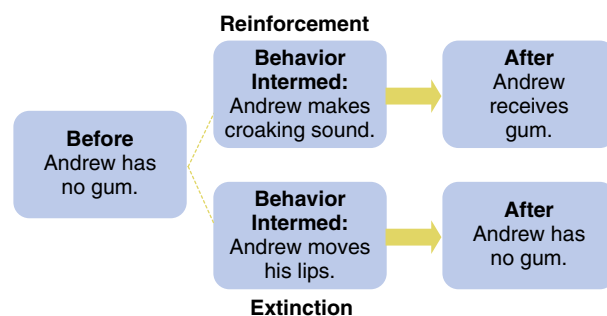 Reinforcement
Before
Andrew has
no gum.
Behavior
Intermed:
Andrew makes
croaking sound.
After
Andrew
receives
gum.
Behavior
Intermed:
Andrew moves
his lips.
After
Andrew has
no gum.
Extinction